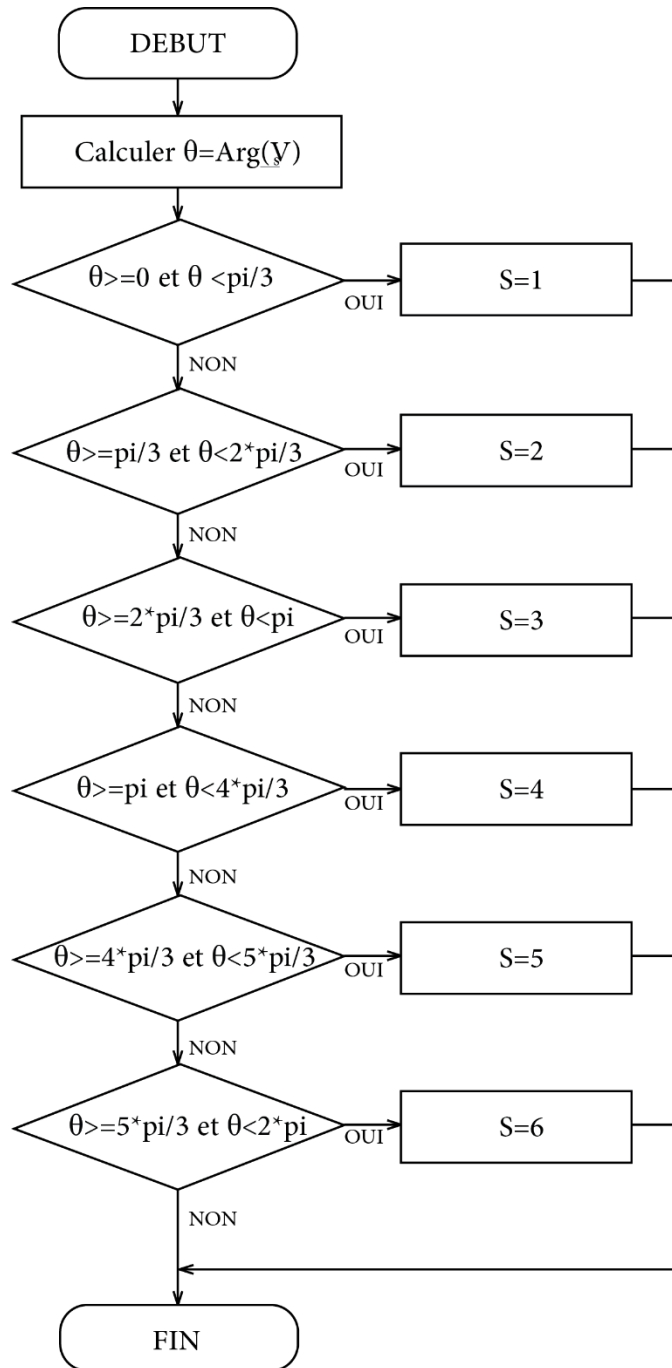 DEBUT
Calculer θ=Arg(V_s)
θ>=0 et θ <pi/3
OUI
S=1
NON
θ>=pi/3 et θ<2*pi/3
OUI
S=2
NON
θ>=2*pi/3 et θ<pi
OUI
S=3
NON
θ>=pi et θ<4*pi/3
OUI
S=4
NON
θ>=4*pi/3 et θ<5*pi/3
OUI
S=5
NON
θ>=5*pi/3 et θ<2*pi
OUI
S=6
NON
FIN